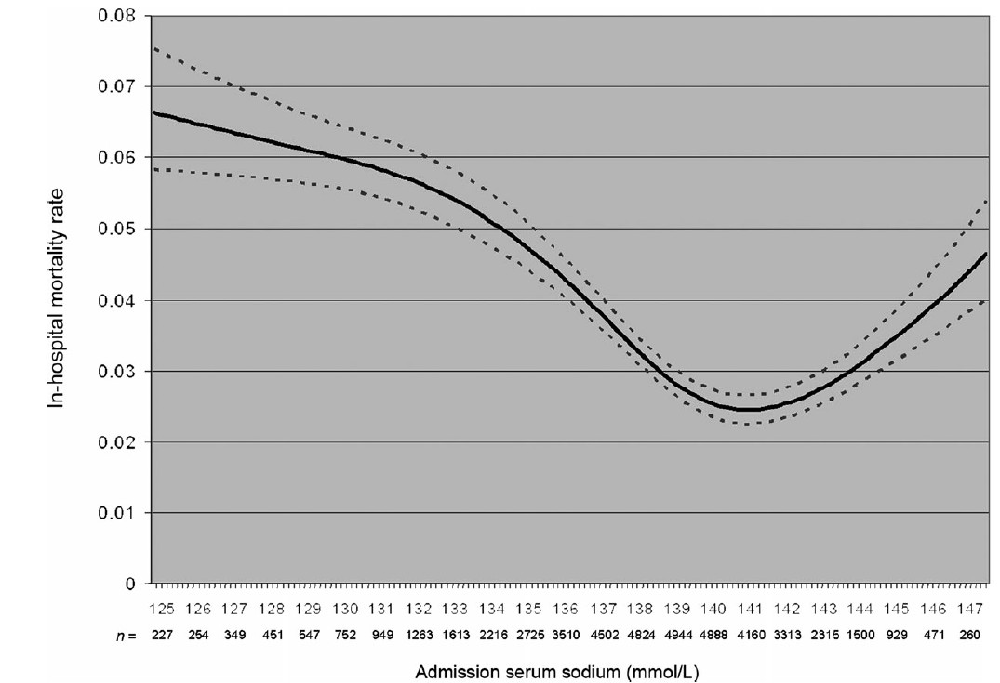 0.08
0.07
0.06
0.05
0.04
0.03
0.02
0.01
0
In-hospital mortality rate
125 126 127 128 129 130 131 132 133 134 135 136 137 138 139 140 141 142 143 144 145 146 147
n = 227 254 349 451 547 752 949 1263 1613 2216 2726 3510 4502 4824 4944 4888 4160 3313 2315 1500 929 471 260
Admission serum sodium (mmol/L)